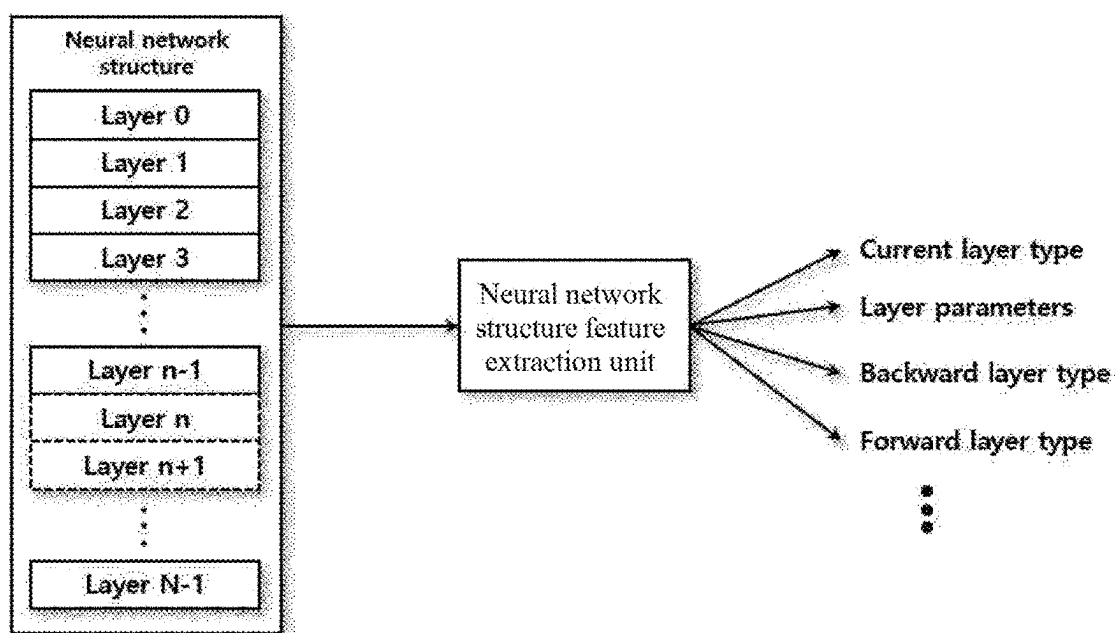 Neural network
structure
Layer 0
Layer 1
Layer 2
Layer 3
Layer n-1
Layer n
Layer n+1
Layer N-1
Neural network
structure feature
extraction unit
Current layer type
Layer parameters
Backward layer type
Forward layer type